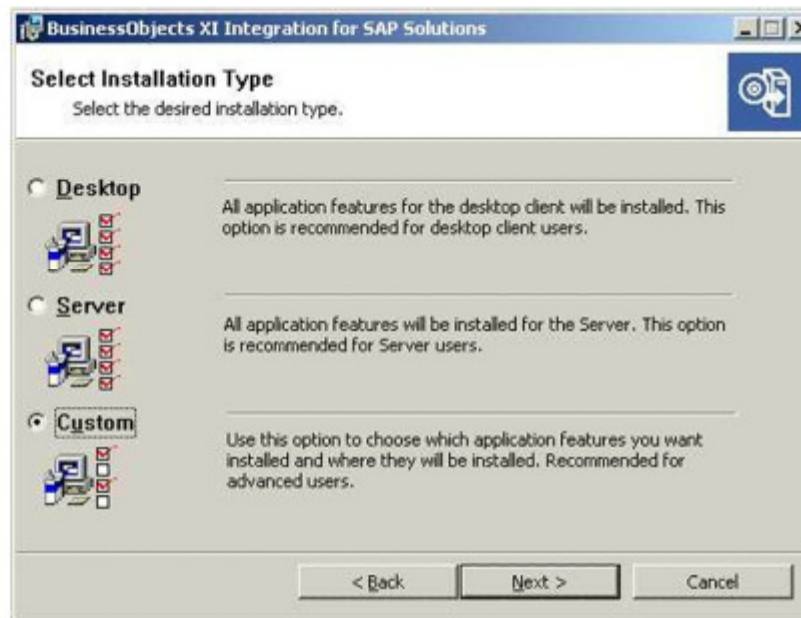 BusinessObjects XI Integration for SAP Solutions
Select Installation Type
Select the desired installation type.
Desktop
All application features for the desktop client will be installed. This
option is recommended for desktop client users.
Server
All application features will be installed for the Server. This option
is recommended for Server users.
Custom
Use this option to choose which application features you want
installed and where they will be installed. Recommended for
advanced users.
< Back
Next >
Cancel